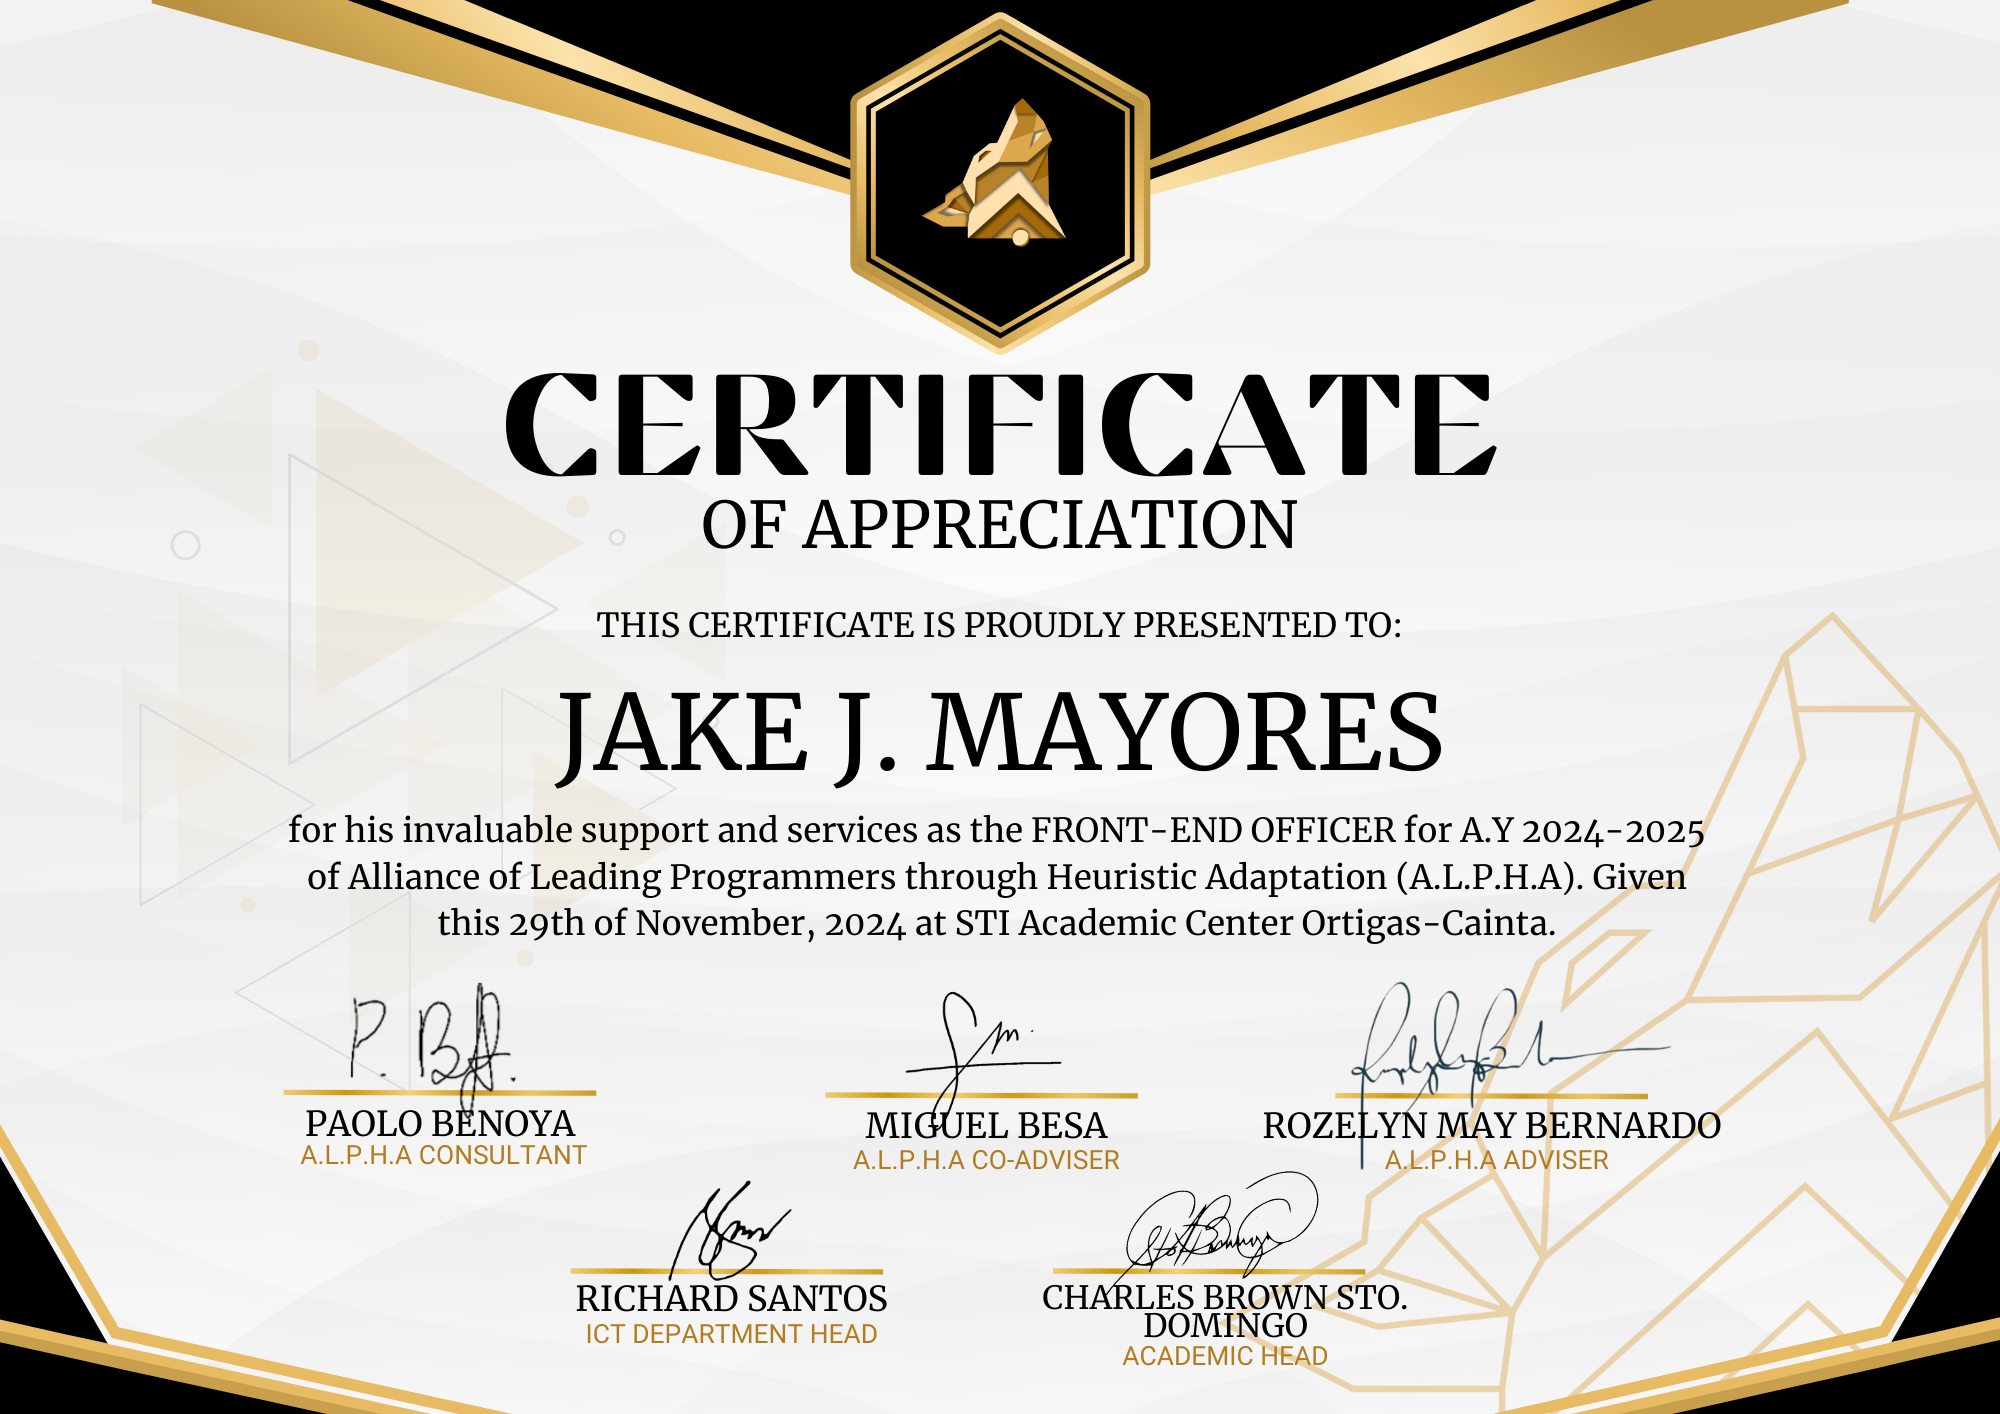 CERTIFICATE
OF APPRECIATION
THIS CERTIFICATE IS PROUDLY PRESENTED TO:
JAKE J. MAYORES
for his invaluable support and services as the FRONT-END OFFICER for A.Y 2024-2025
of Alliance of Leading Programmers through Heuristic Adaptation (A.L.P.H.A). Given
this 29th of November, 2024 at STI Academic Center Ortigas-Cainta.
PAOLO BENOYA
A.L.P.H.A CONSULTANT
MIGUEL BESA
A.L.P.H.A CO-ADVISER
ROZELYN MAY BERNARDO
A.L.P.H.A ADVISER
RICHARD SANTOS
ICT DEPARTMENT HEAD
CHARLES BROWN STO.
DOMINGO
ACADEMIC HEAD